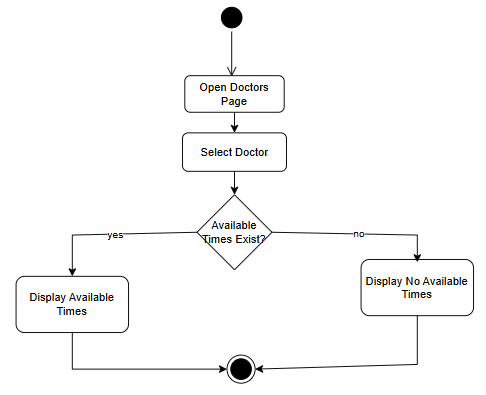 Open Doctors
Page
Select Doctor
Available
Times Exist?
yes
no
Display Available
Times
Display No Available
Times